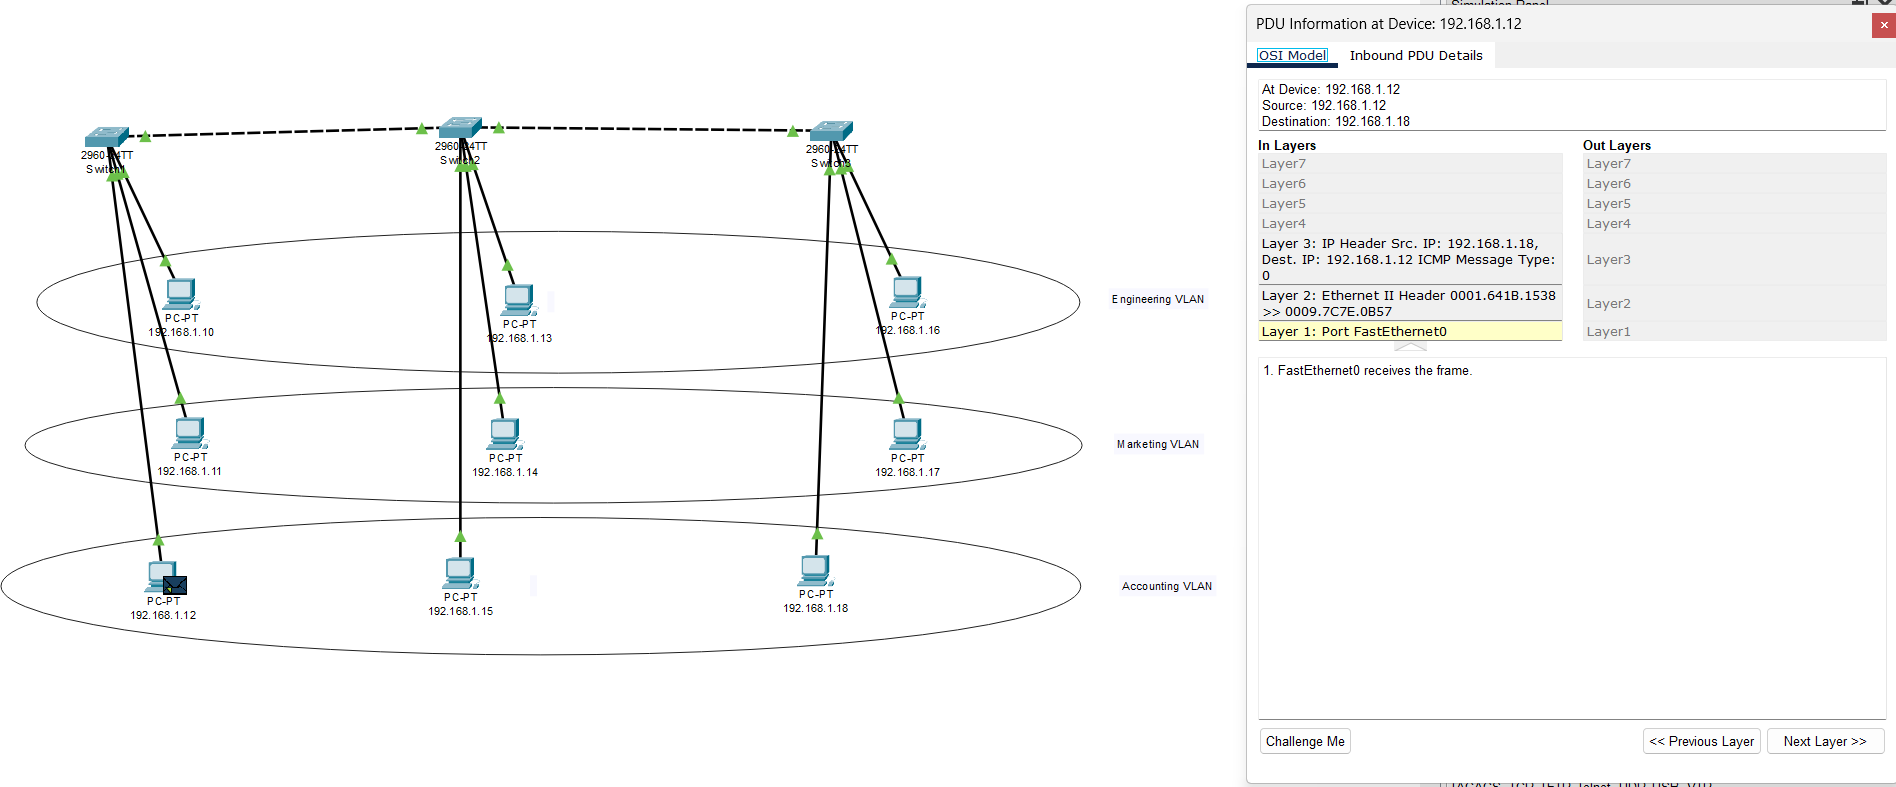 Simulation Panel
PDU Information at Device: 192.168.1.12
OSI Model
Inbound PDU Details
At Device: 192.168.1.12
Source: 192.168.1.12
Destination: 192.168.1.18
In Layers
Out Layers
Layer7
Layer7
Layer6
Layer6
Layer5
Layer5
Layer4
Layer4
Layer 3: IP Header Src. IP: 192.168.1.18,
Dest. IP: 192.168.1.12 ICMP Message Type:
0
Layer3
Layer 2: Ethernet II Header 0001.641B.1538
>> 0009.7C7E.0B57
Layer2
Layer 1: Port FastEthernet0
Layer1
1. FastEthernet0 receives the frame.
Challenge Me
<< Previous Layer
Next Layer >>
2960-24TT
Switch1
2960-24TT
Switch2
2960-24TT
Switch3
PC-PT
192.168.1.10
PC-PT
192.168.1.13
PC-PT
192.168.1.16
Engineering VLAN
PC-PT
192.168.1.11
PC-PT
192.168.1.14
PC-PT
192.168.1.17
Marketing VLAN
PC-PT
192.168.1.12
PC-PT
192.168.1.15
PC-PT
192.168.1.18
Accounting VLAN